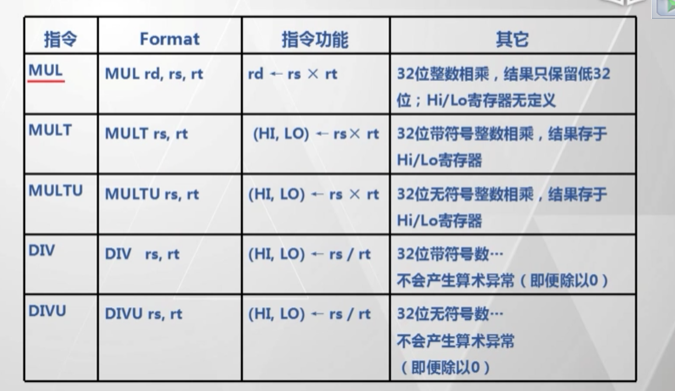 指令 Format 指令功能 其它
MUL MUL rd, rs, rt rd ← rs × rt 32位整数相乘，结果只保留低32
位；Hi/Lo寄存器无定义
MULT MULT rs, rt (HI, LO) ← rs× rt 32位带符号整数相乘，结果存于
Hi/Lo寄存器
MULTU MULTU rs, rt (HI, LO) ← rs × rt 32位无符号整数相乘，结果存于
Hi/Lo寄存器
DIV DIV rs, rt (HI, LO) ← rs / rt 32位带符号数…
不会产生算术异常（即便除以0）
DIVU DIVU rs, rt (HI, LO) ← rs / rt 32位无符号数…
不会产生算术异常
（即便除以0）